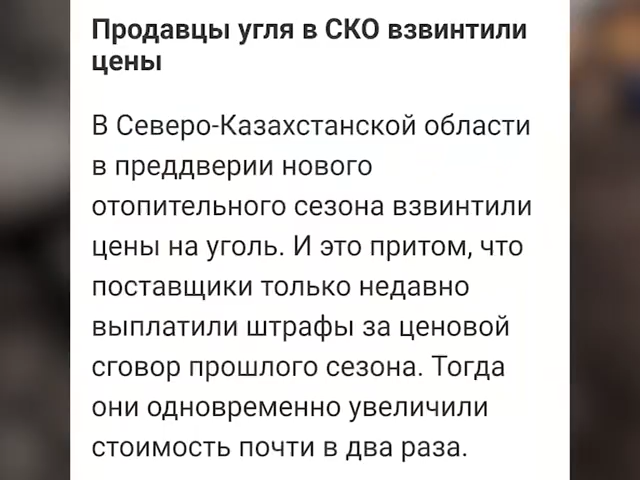 Продавцы угля в СКО взвинтили
цены
В Северо-Казахстанской области
в преддверии нового
отопительного сезона взвинтили
цены на уголь. И это притом, что
поставщики только недавно
выплатили штрафы за ценовой
сговор прошлого сезона. Тогда
они одновременно увеличили
стоимость почти в два раза.